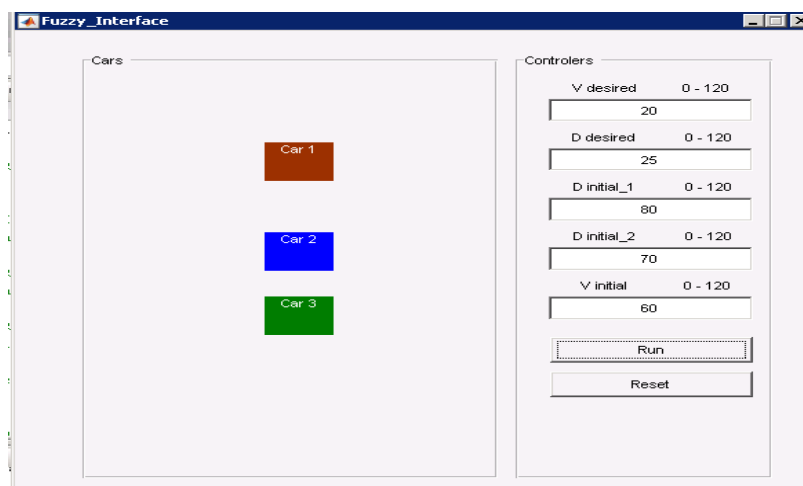 Fuzzy_Interface
Cars
Car 1
Car 2
Car 3
Controlers
V desired 0 - 120
20
D desired 0 - 120
25
D initial_1 0 - 120
80
D initial_2 0 - 120
70
V initial 0 - 120
60
Run
Reset